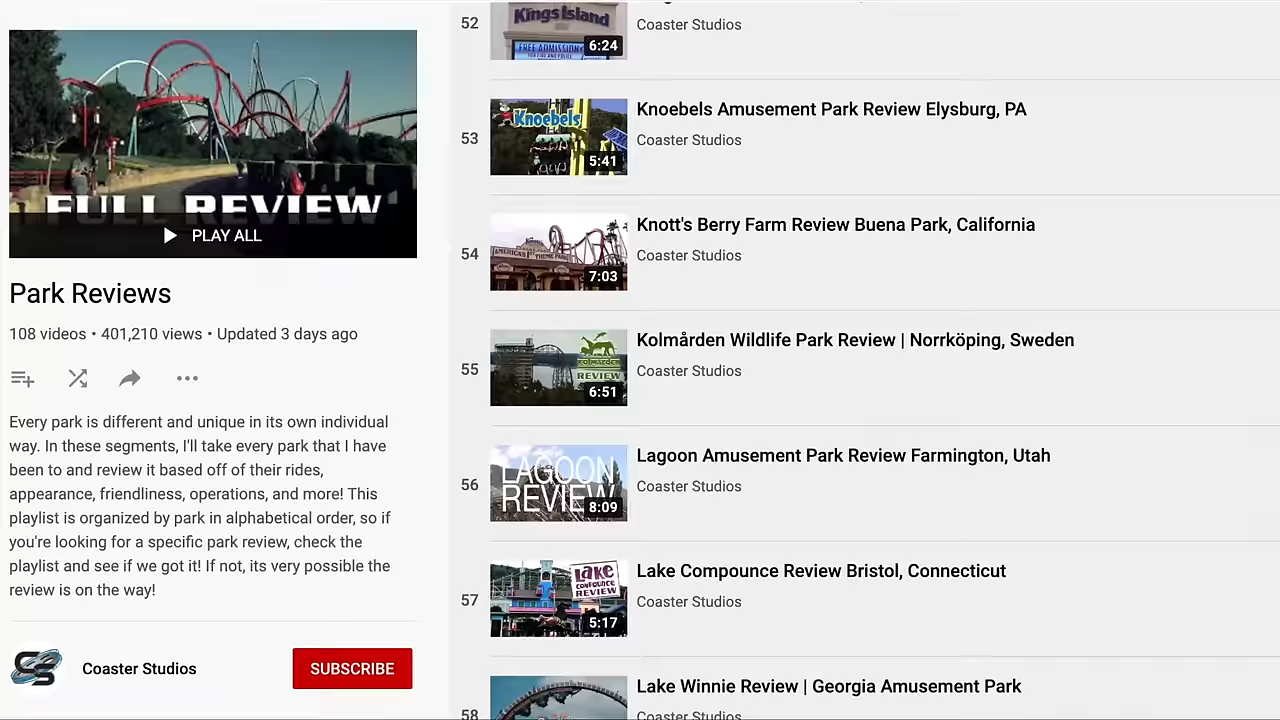 FULL REVIEW
PLAY ALL
Park Reviews
108 videos • 401,210 views • Updated 3 days ago
Every park is different and unique in its own individual
way. In these segments, I'll take every park that I have
been to and review it based off of their rides,
appearance, friendliness, operations, and more! This
playlist is organized by park in alphabetical order, so if
you're looking for a specific park review, check the
playlist and see if we got it! If not, its very possible the
review is on the way!
Coaster Studios
SUBSCRIBE
52
Kings Island
FREE ADMISSION
6:24
Coaster Studios
53
Knoebels
5:41
Knoebels Amusement Park Review Elysburg, PA
Coaster Studios
54
AMERICA'S 1ST THEME PARK
7:03
Knott's Berry Farm Review Buena Park, California
Coaster Studios
55
KOLMÅRDEN
REVIEW
6:51
Kolmården Wildlife Park Review | Norrköping, Sweden
Coaster Studios
56
LAGOON
REVIEW
8:09
Lagoon Amusement Park Review Farmington, Utah
Coaster Studios
57
Lake
COMPOUNCE
REVIEW
5:17
Lake Compounce Review Bristol, Connecticut
Coaster Studios
58
Lake Winnie Review | Georgia Amusement Park
Coaster Studios